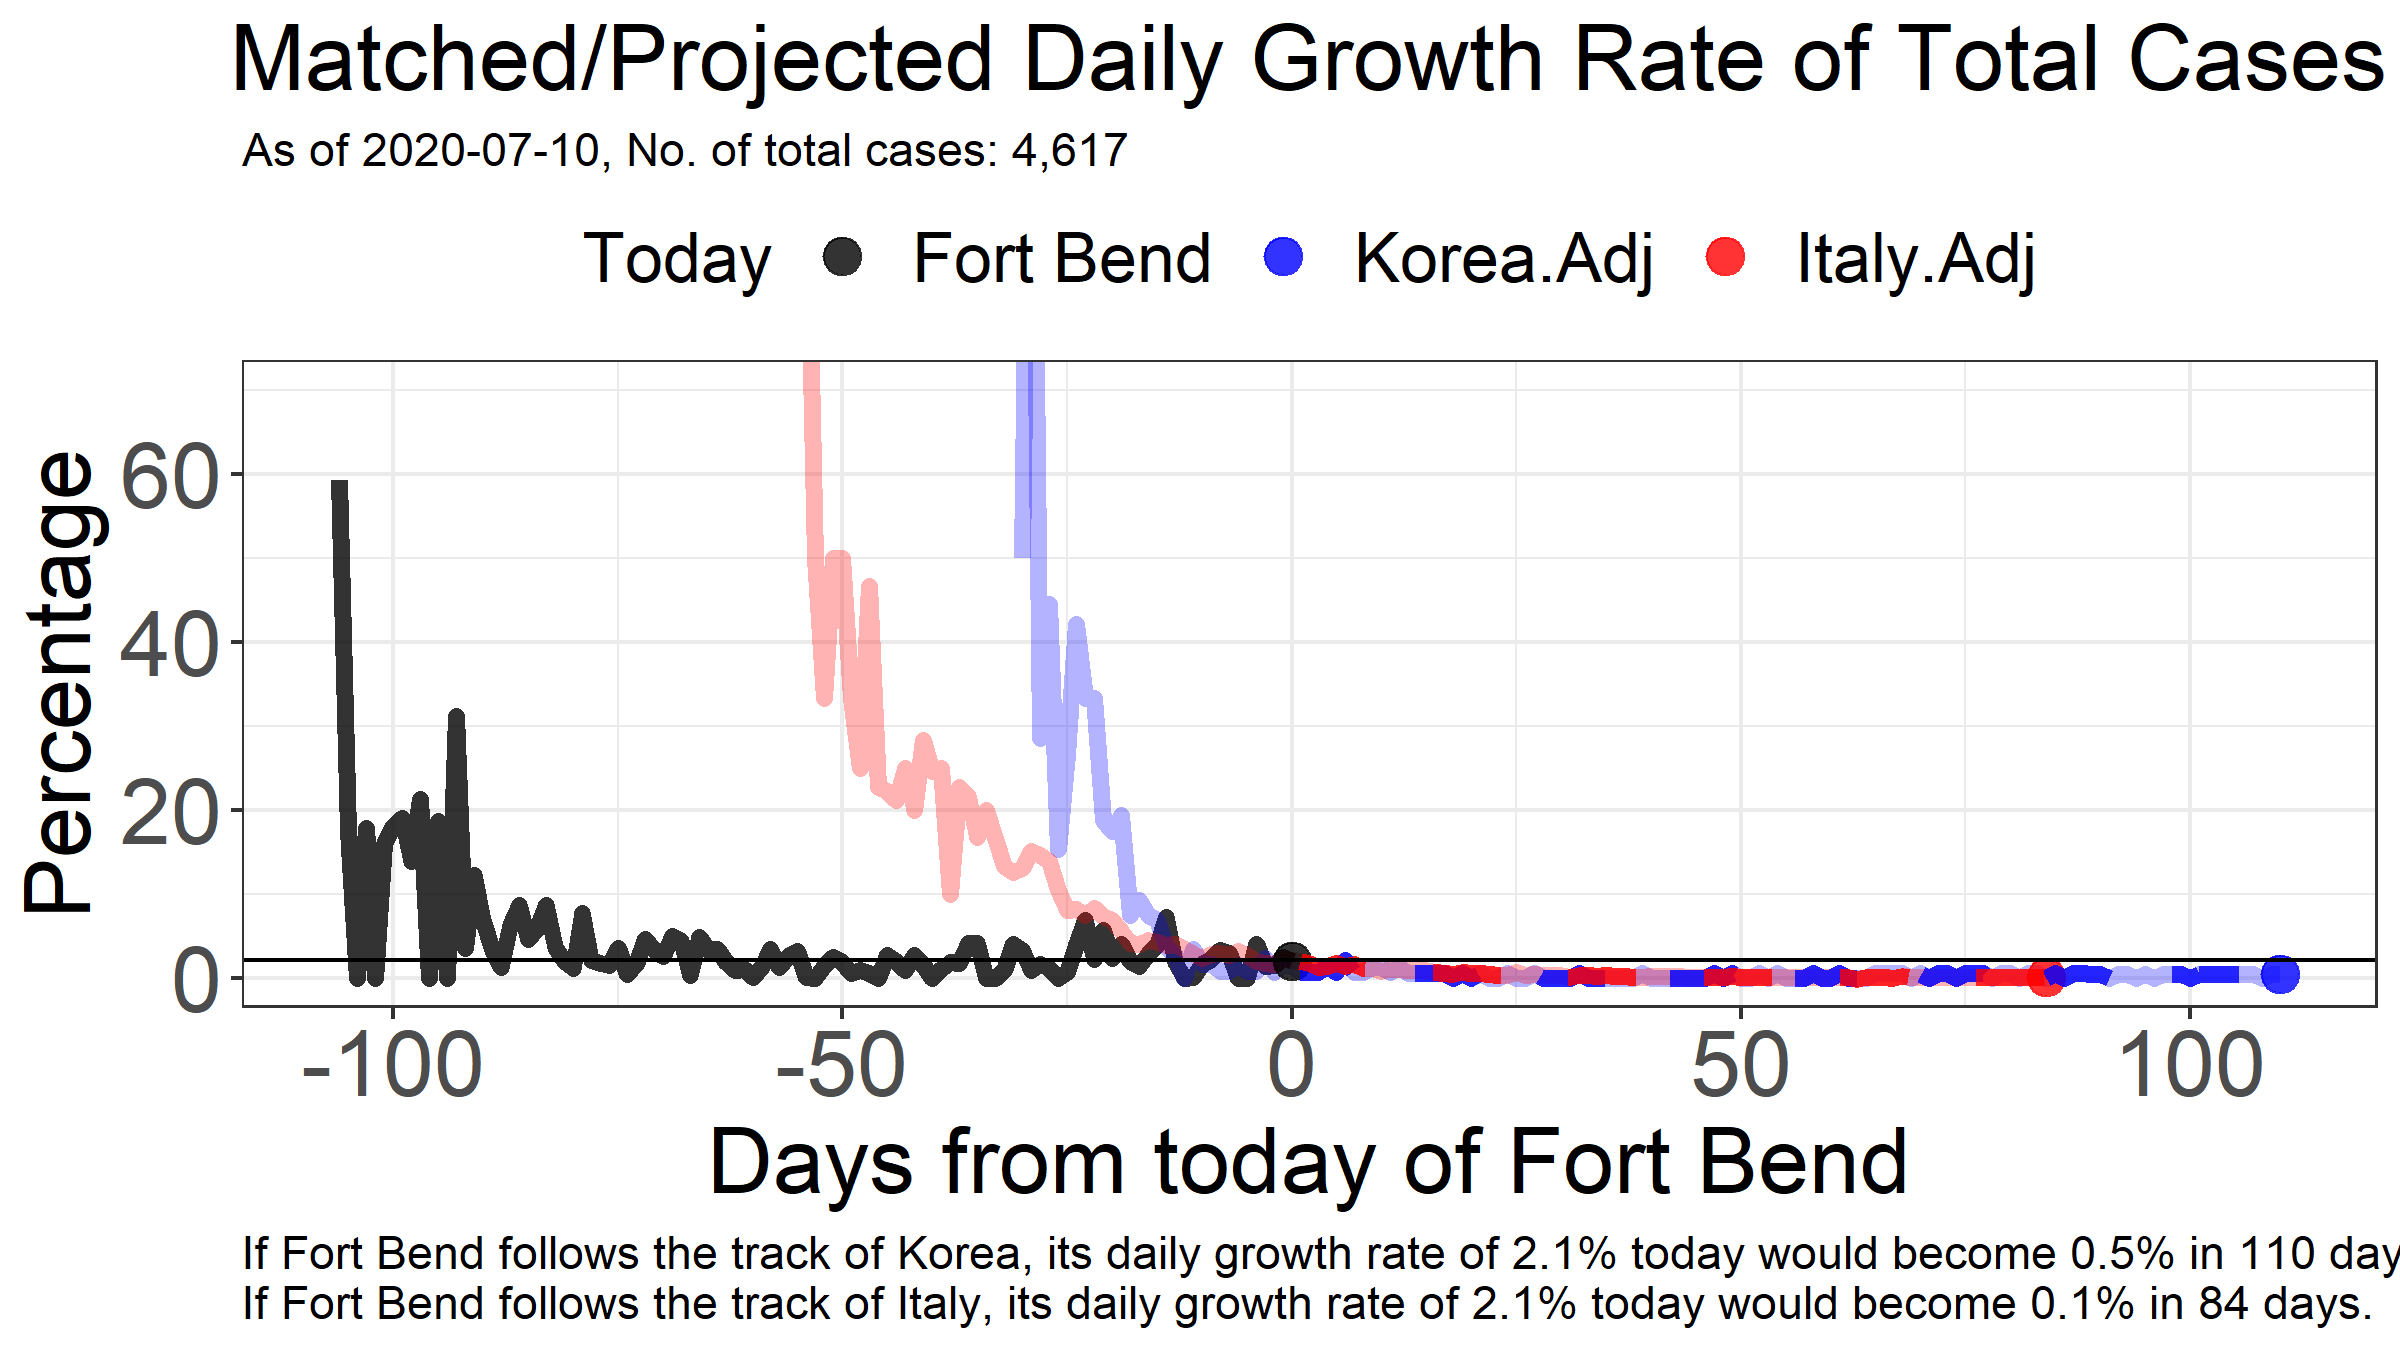 Matched/Projected Daily Growth Rate of Total Cases
As of 2020-07-10, No. of total cases: 4,617
Today Fort Bend Korea.Adj Italy.Adj
Percentage
60
40
20
0
-100 -50 0 50 100
Days from today of Fort Bend
If Fort Bend follows the track of Korea, its daily growth rate of 2.1% today would become 0.5% in 110 day
If Fort Bend follows the track of Italy, its daily growth rate of 2.1% today would become 0.1% in 84 days.